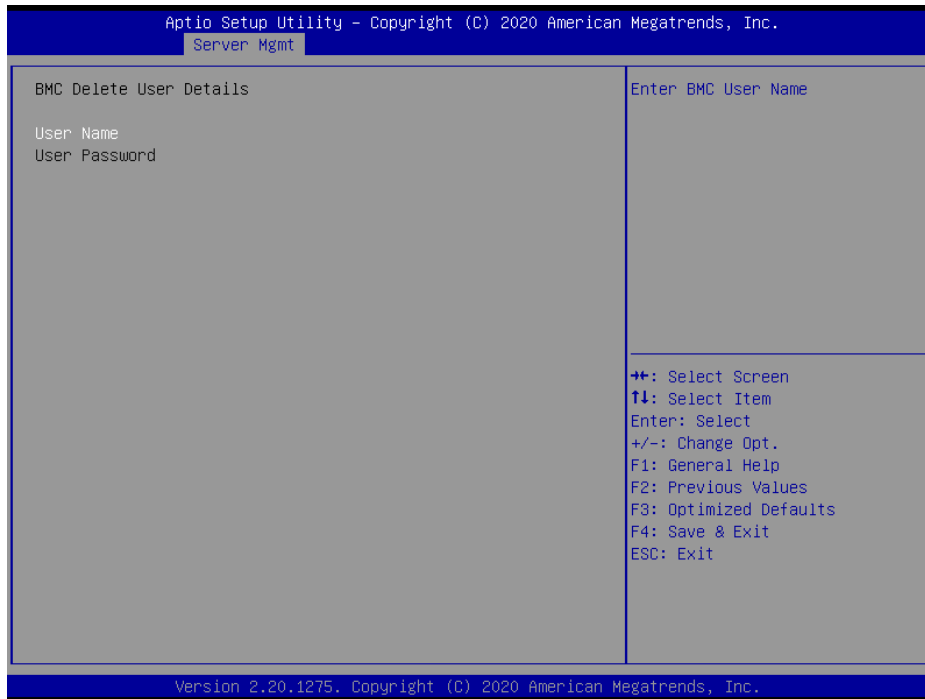 Aptio Setup Utility – Copyright (C) 2020 American Megatrends, Inc.
Server Mgmt
BMC Delete User Details
User Name
User Password
Enter BMC User Name
→←: Select Screen
↑↓: Select Item
Enter: Select
+/-: Change Opt.
F1: General Help
F2: Previous Values
F3: Optimized Defaults
F4: Save & Exit
ESC: Exit
Version 2.20.1275. Copyright (C) 2020 American Megatrends, Inc.